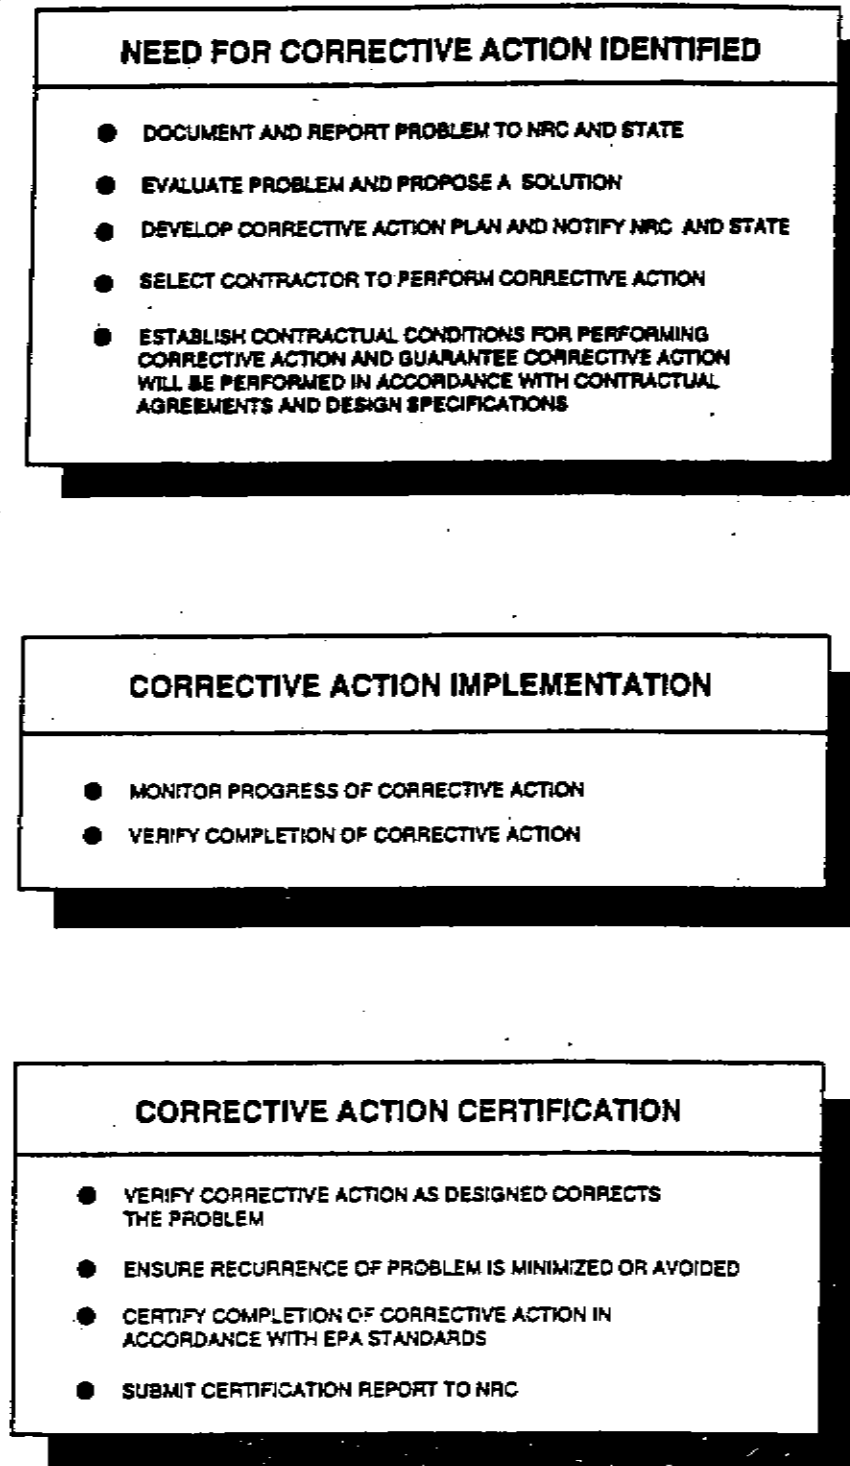 NEED FOR CORRECTIVE ACTION IDENTIFIED
● DOCUMENT AND REPORT PROBLEM TO NRC AND STATE
● EVALUATE PROBLEM AND PROPOSE A SOLUTION
● DEVELOP CORRECTIVE ACTION PLAN AND NOTIFY NRC AND STATE
● SELECT CONTRACTOR TO PERFORM CORRECTIVE ACTION
● ESTABLISH CONTRACTUAL CONDITIONS FOR PERFORMING
CORRECTIVE ACTION AND GUARANTEE CORRECTIVE ACTION
WILL BE PERFORMED IN ACCORDANCE WITH CONTRACTUAL
AGREEMENTS AND DESIGN SPECIFICATIONS
CORRECTIVE ACTION IMPLEMENTATION
● MONITOR PROGRESS OF CORRECTIVE ACTION
● VERIFY COMPLETION OF CORRECTIVE ACTION
CORRECTIVE ACTION CERTIFICATION
● VERIFY CORRECTIVE ACTION AS DESIGNED CORRECTS
THE PROBLEM
● ENSURE RECURRENCE OF PROBLEM IS MINIMIZED OR AVOIDED
● CERTIFY COMPLETION OF CORRECTIVE ACTION IN
ACCORDANCE WITH EPA STANDARDS
● SUBMIT CERTIFICATION REPORT TO NRC